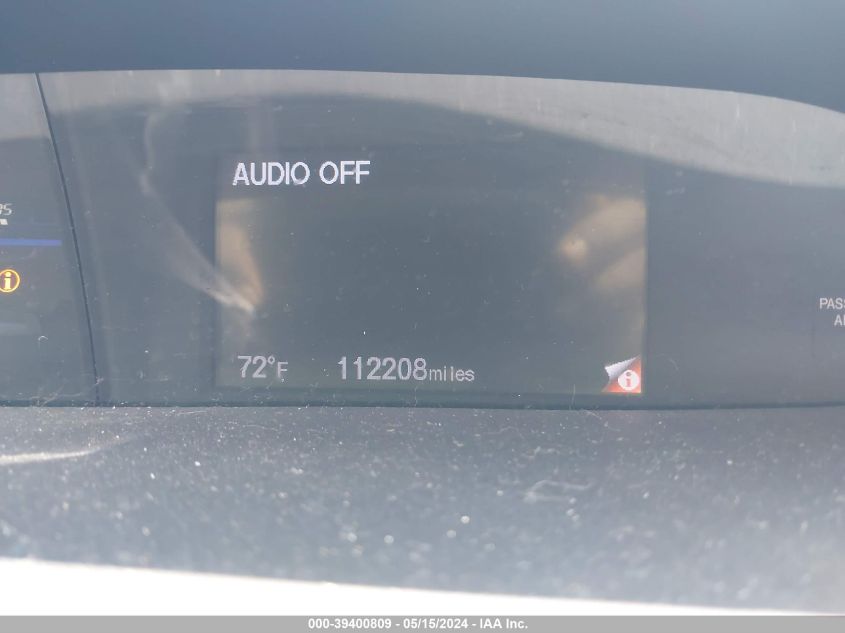 AUDIO OFF
72°F 112208miles
000-39400809 - 05/15/2024 - IAA Inc.